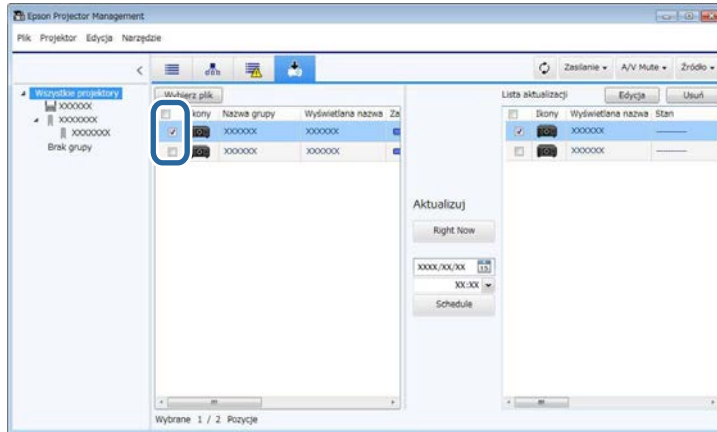 Epson Projector Management
Plik Projektor Edycja Narzędzie
Zasilanie A/V Mute Źródło
Wszystkie projektory
XXXXXX
XXXXXXX
XXXXXXX
Brak grupy
Wybierz plik
Ikony Nazwa grupy Wyświetlana nazwa Za
XXXXXX XXXXXX
XXXXXX XXXXXX
Aktualizuj
Right Now
XXXX/XX/XX 15
XX:XX
Schedule
Lista aktualizacji Edycja Usuń
Ikony Wyświetlana nazwa Stan
XXXXXX ————
XXXXXX ————
Wybrane 1 / 2 Pozycje